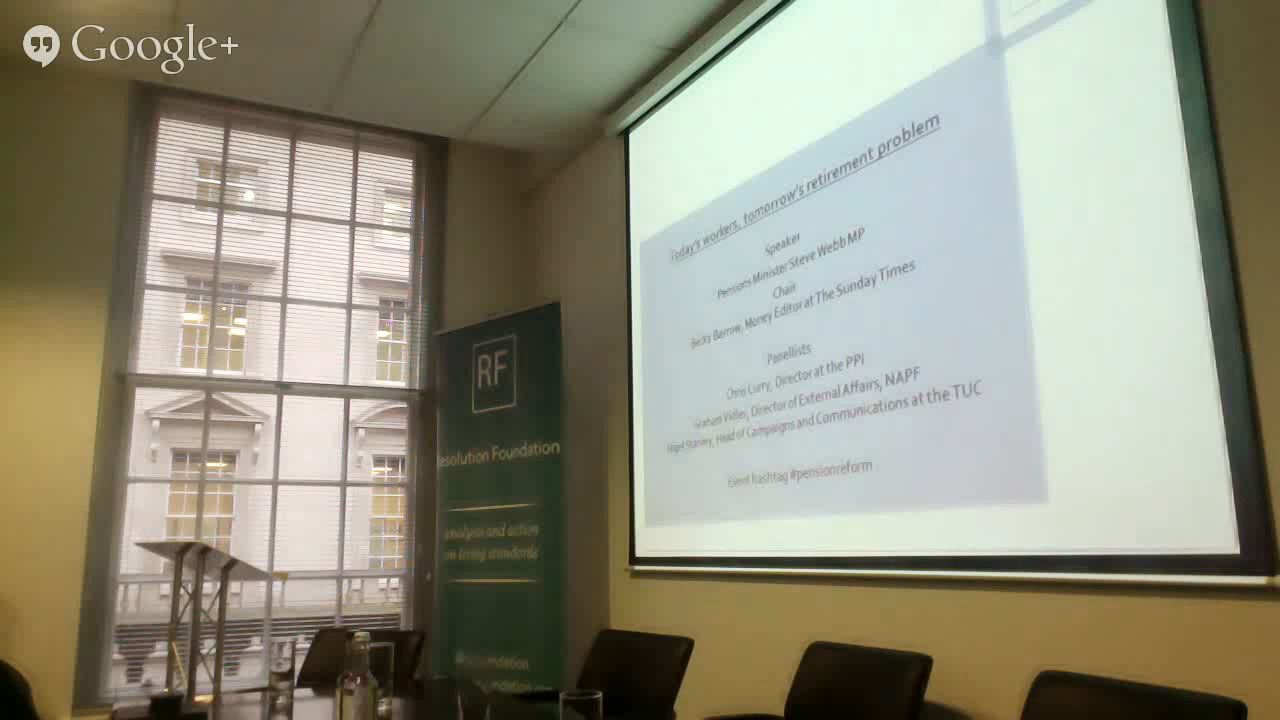 Google+
Today's workers, tomorrow's retirement problem
Speaker
Pensions Minister Steve Webb MP
Chair
Becky Barrow, Money Editor at The Sunday Times
Panellists
Chris Curry, Director at the PPI
Graham Vidler, Director of External Affairs, NAPF
Nigel Stanley, Head of Campaigns and Communications at the TUC
Event hashtag #pensionreform
RF
esolution Foundation
analysis and action
on living standards